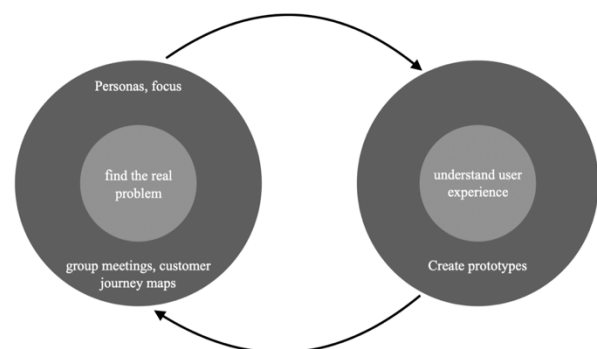 Personas, focus
find the real
problem
group meetings, customer
journey maps
understand user
experience
Create prototypes